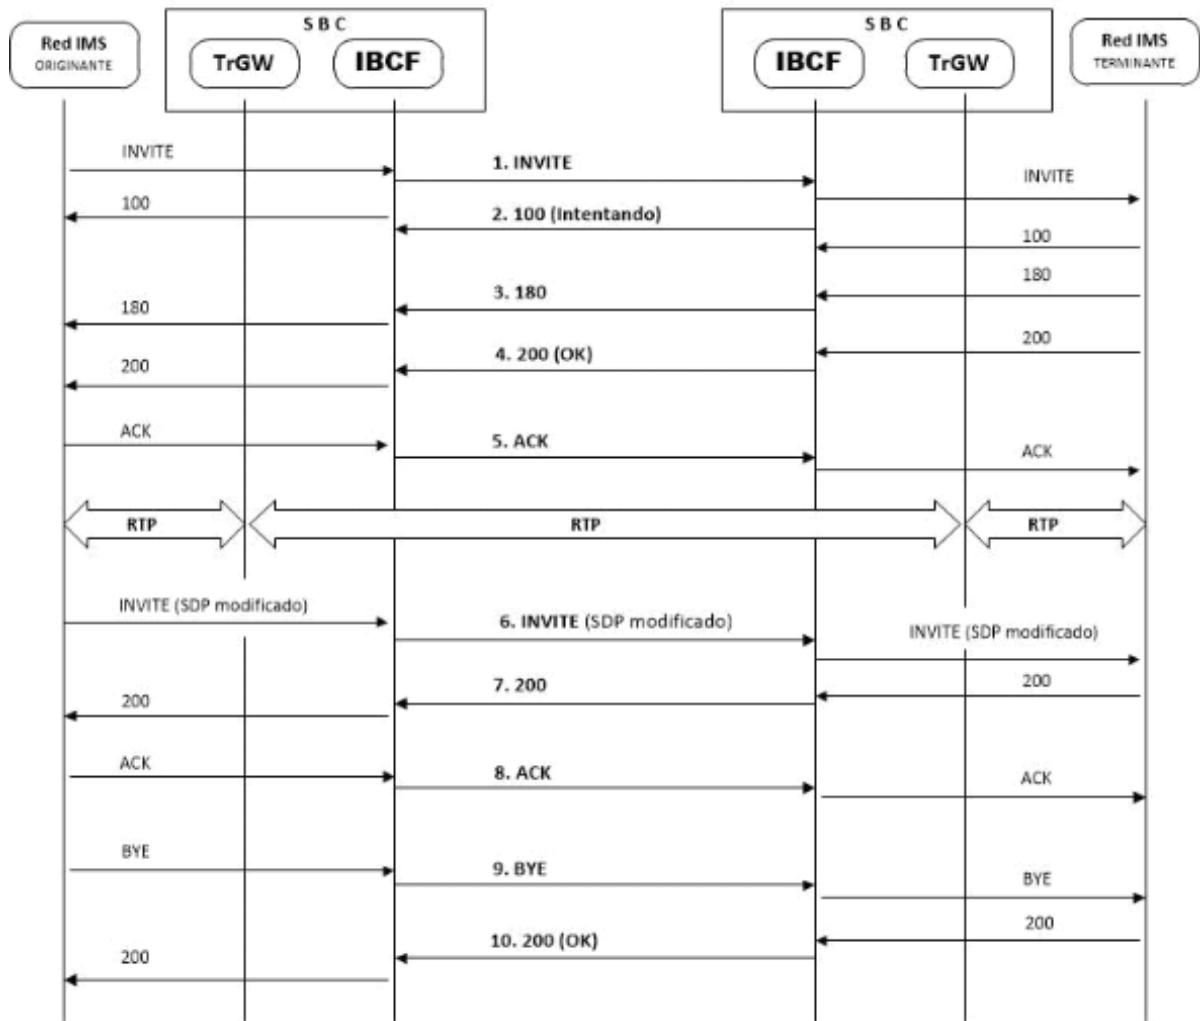 S B C
S B C
Red IMS
ORIGINANTE
TrGW
IBCF
IBCF
TrGW
Red IMS
TERMINANTE
INVITE
1. INVITE
INVITE
100
2. 100 (Intentando)
100
180
3. 180
180
200
4. 200 (OK)
200
ACK
5. ACK
ACK
RTP
RTP
RTP
INVITE (SDP modificado)
6. INVITE (SDP modificado)
INVITE (SDP modificado)
200
7. 200
200
ACK
8. ACK
ACK
BYE
9. BYE
BYE
200
10. 200 (OK)
200